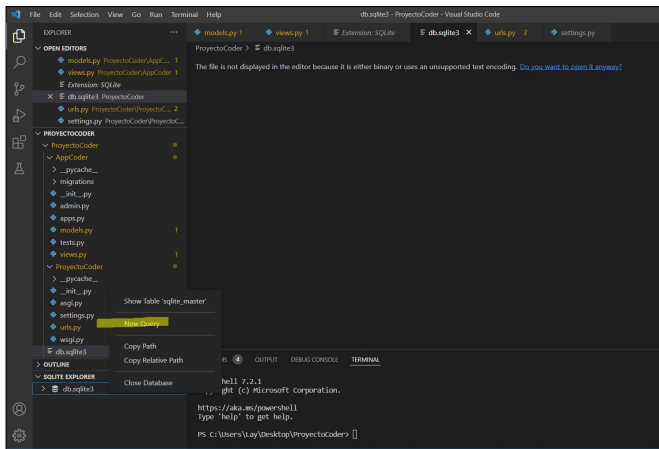 File Edit Selection View Go Run Terminal Help
db.sqlite3 - ProyectoCoder - Visual Studio Code
EXPLORER
OPEN EDITORS
models.py ProyectoCoder\AppC... 1
views.py ProyectoCoder\AppCoder 1
Extension: SQLite
db.sqlite3 ProyectoCoder
urls.py ProyectoCoder\ProyectoC... 2
settings.py ProyectoCoder\ProyectoC...
PROYECTOCODER
ProyectoCoder
AppCoder
__pycache__
migrations
__init__.py
admin.py
apps.py
models.py 1
tests.py
views.py 1
ProyectoCoder
__pycache__
__init__.py
asgi.py
settings.py
urls.py
wsgi.py
db.sqlite3
OUTLINE
SQLITE EXPLORER
db.sqlite3
models.py 1 views.py 1 Extension: SQLite db.sqlite3 urls.py 2 settings.py
ProyectoCoder > db.sqlite3
The file is not displayed in the editor because it is either binary or uses an unsupported text encoding. Do you want to open it anyway?
Show Table 'sqlite_master'
New Query
Copy Path
Copy Relative Path
Close Database
MS 4 OUTPUT DEBUG CONSOLE TERMINAL
hell 7.2.1
ght (c) Microsoft Corporation.
https://aka.ms/powershell
Type 'help' to get help.
PS C:\Users\Lay\Desktop\ProyectoCoder>